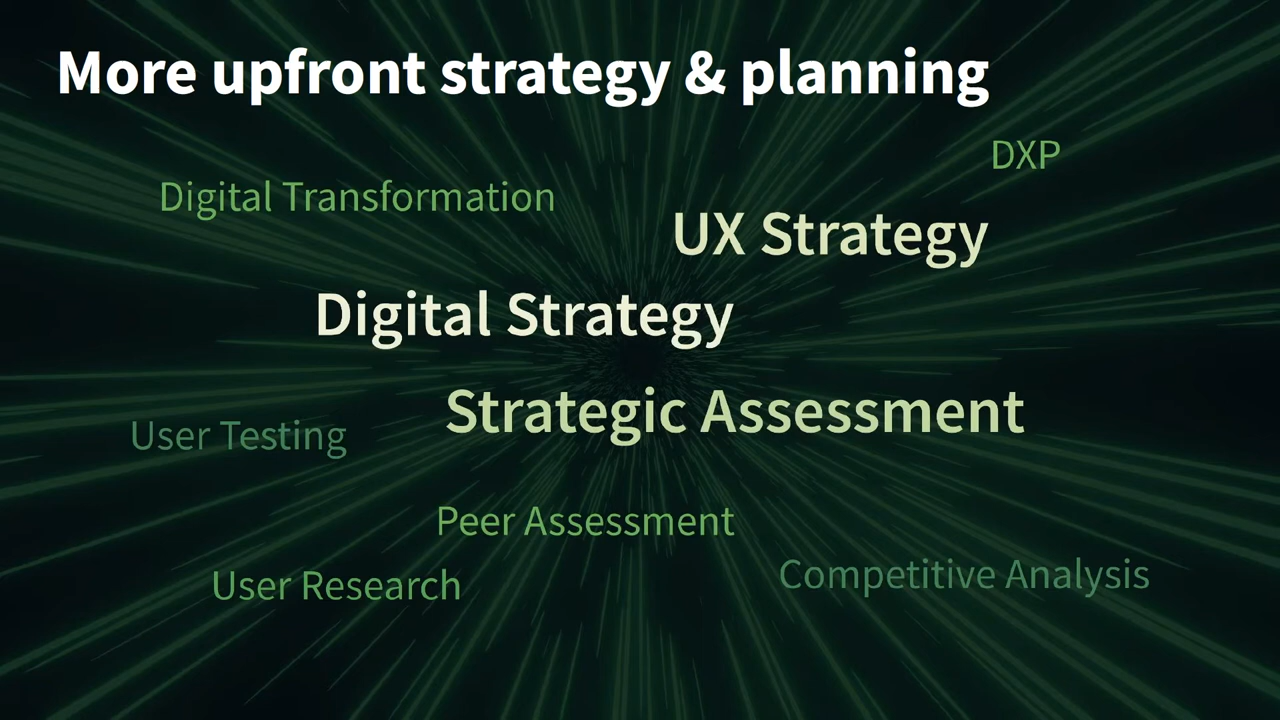 More upfront strategy & planning
DXP
Digital Transformation
UX Strategy
Digital Strategy
Strategic Assessment
User Testing
Peer Assessment
Competitive Analysis
User Research